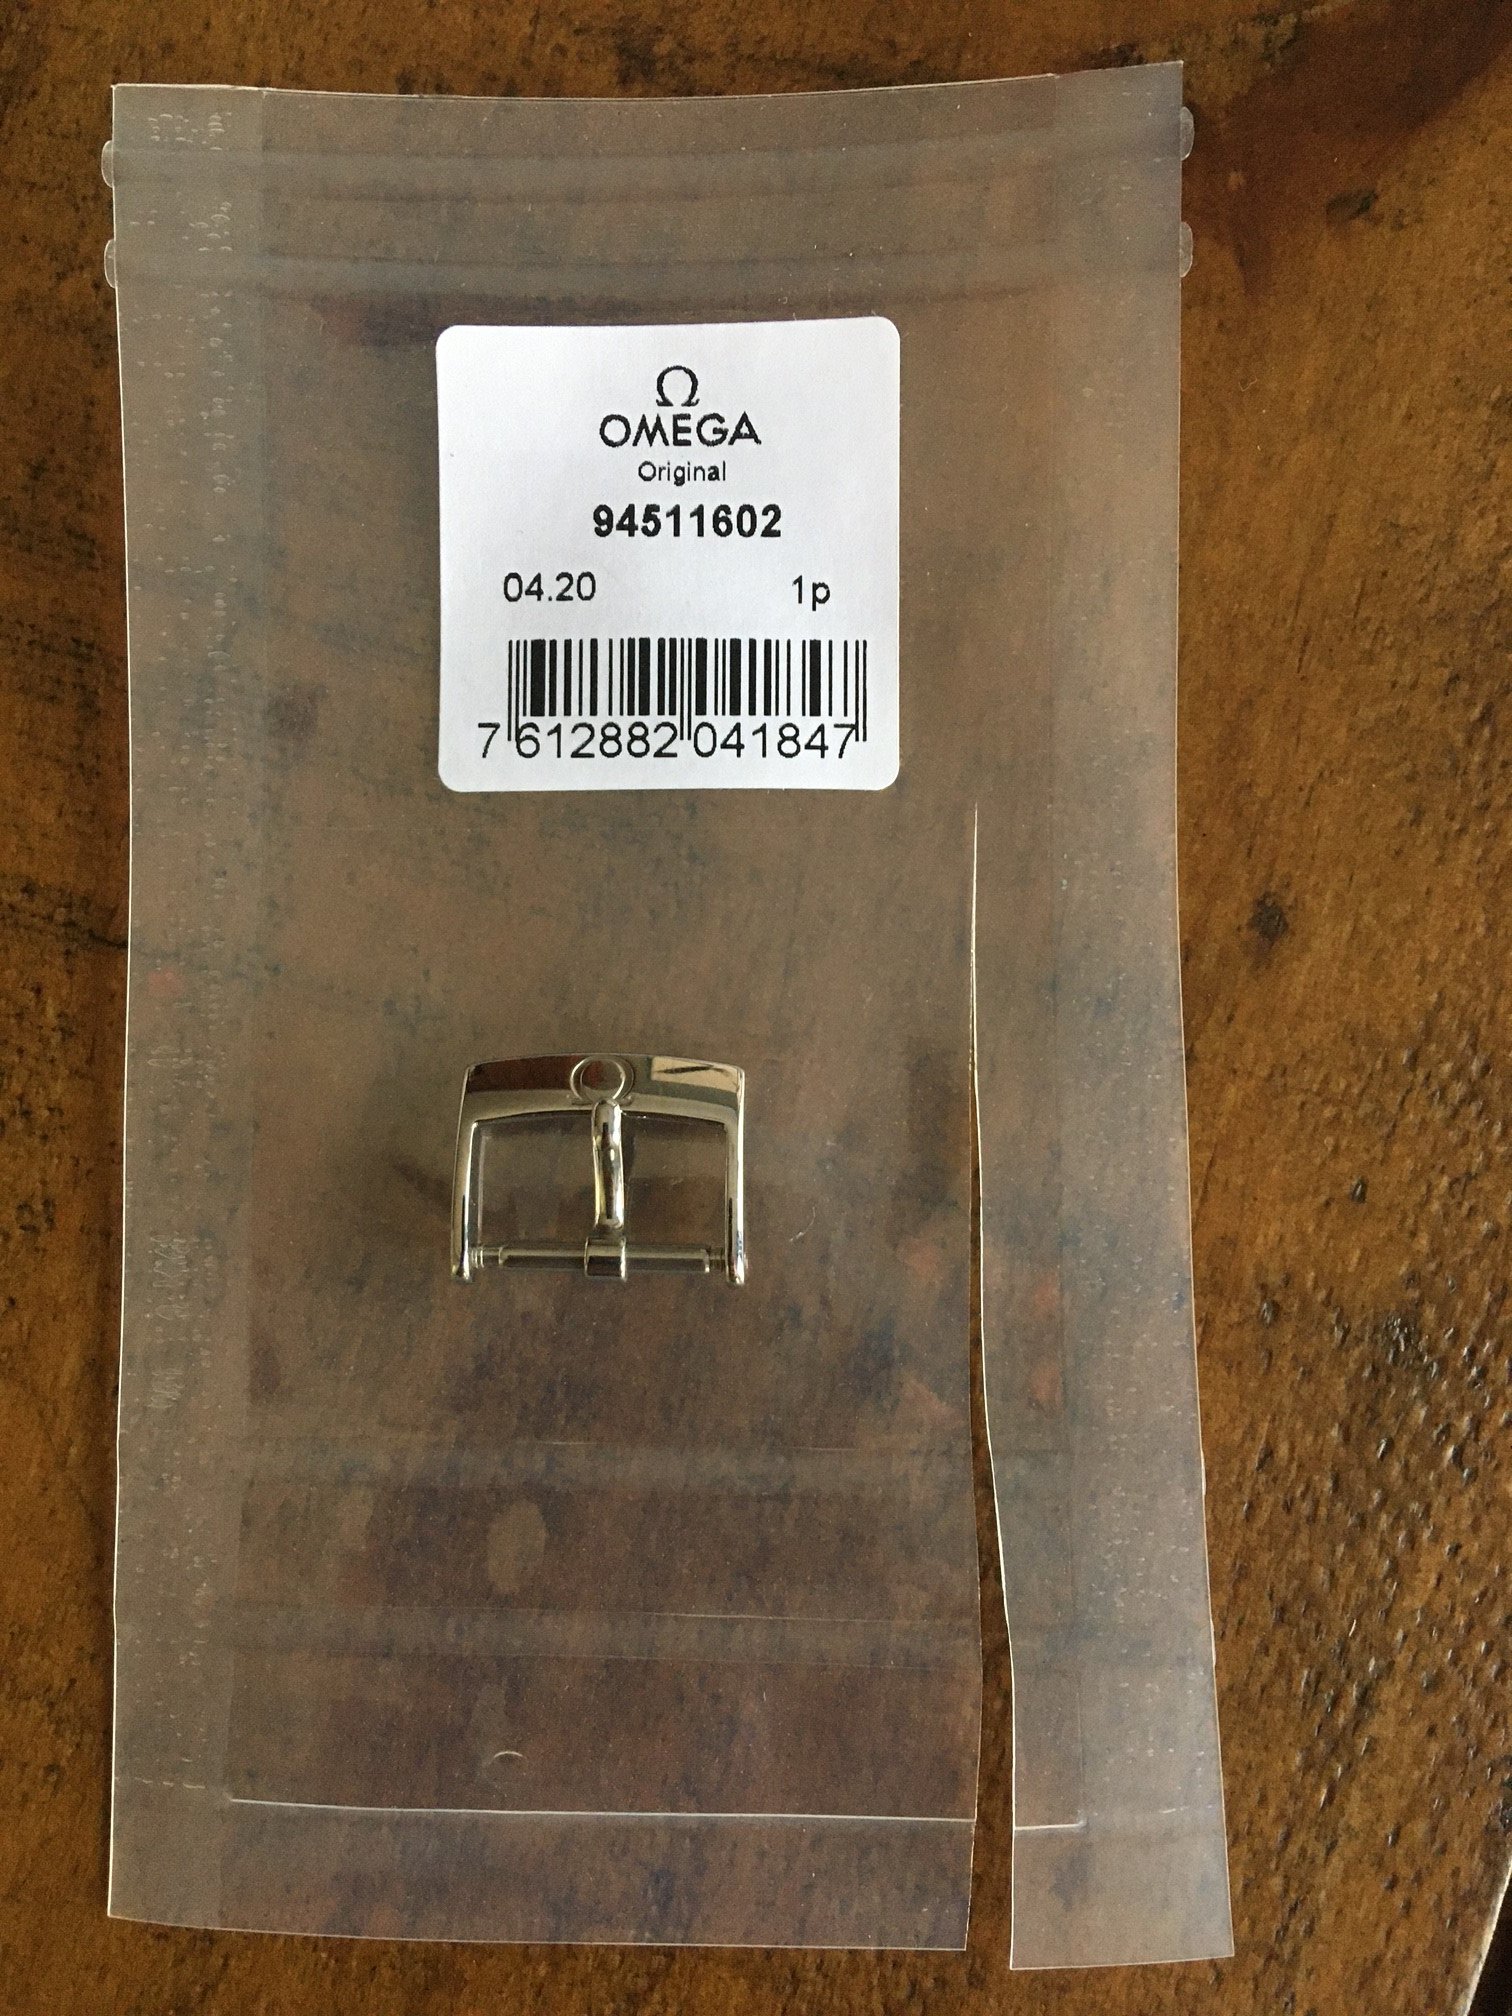 Ω
OMEGA
Original
94511602
04.20 1p
7 612882 041847